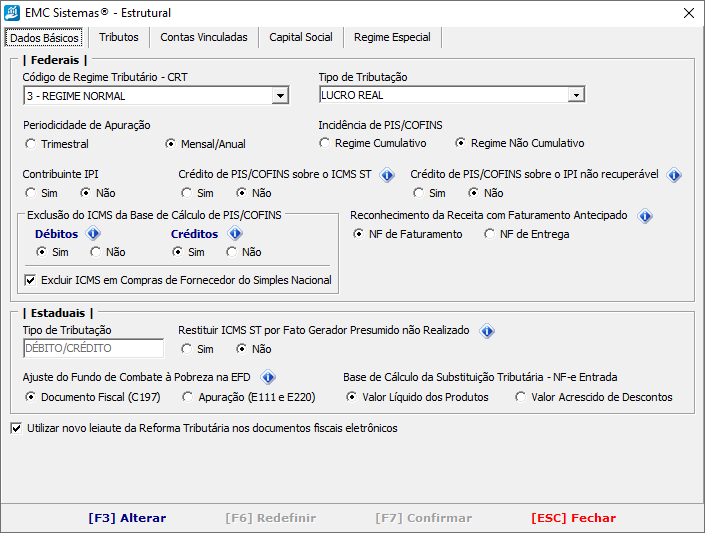 EMC Sistemas® - Estrutural
Dados Básicos Tributos Contas Vinculadas Capital Social Regime Especial
| Federais |
Código de Regime Tributário - CRT Tipo de Tributação
3 - REGIME NORMAL LUCRO REAL
Periodicidade de Apuração Incidência de PIS/COFINS
Trimestral Mensal/Anual Regime Cumulativo Regime Não Cumulativo
Contribuinte IPI Crédito de PIS/COFINS sobre o ICMS ST Crédito de PIS/COFINS sobre o IPI não recuperável
Sim Não Sim Não Sim Não
Exclusão do ICMS da Base de Cálculo de PIS/COFINS Reconhecimento da Receita com Faturamento Antecipado
Débitos Créditos NF de Faturamento NF de Entrega
Sim Não Sim Não
Excluir ICMS em Compras de Fornecedor do Simples Nacional
| Estaduais |
Tipo de Tributação Restituir ICMS ST por Fato Gerador Presumido não Realizado
DÉBITO/CRÉDITO Sim Não
Ajuste do Fundo de Combate à Pobreza na EFD Base de Cálculo da Substituição Tributária - NF-e Entrada
Documento Fiscal (C197) Apuração (E111 e E220) Valor Líquido dos Produtos Valor Acrescido de Descontos
Utilizar novo leiaute da Reforma Tributária nos documentos fiscais eletrônicos
[F3] Alterar [F6] Redefinir [F7] Confirmar [ESC] Fechar